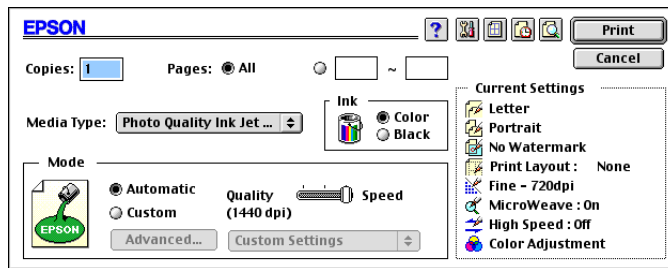 EPSON
?
Print
Cancel
Copies: 1
Pages: All
~
Media Type: Photo Quality Ink Jet ...
Ink
Color
Black
Mode
EPSON
Automatic
Custom
Quality
(1440 dpi)
Speed
Advanced...
Custom Settings
Current Settings
Letter
Portrait
No Watermark
Print Layout : None
Fine - 720dpi
MicroWeave : On
High Speed : Off
Color Adjustment